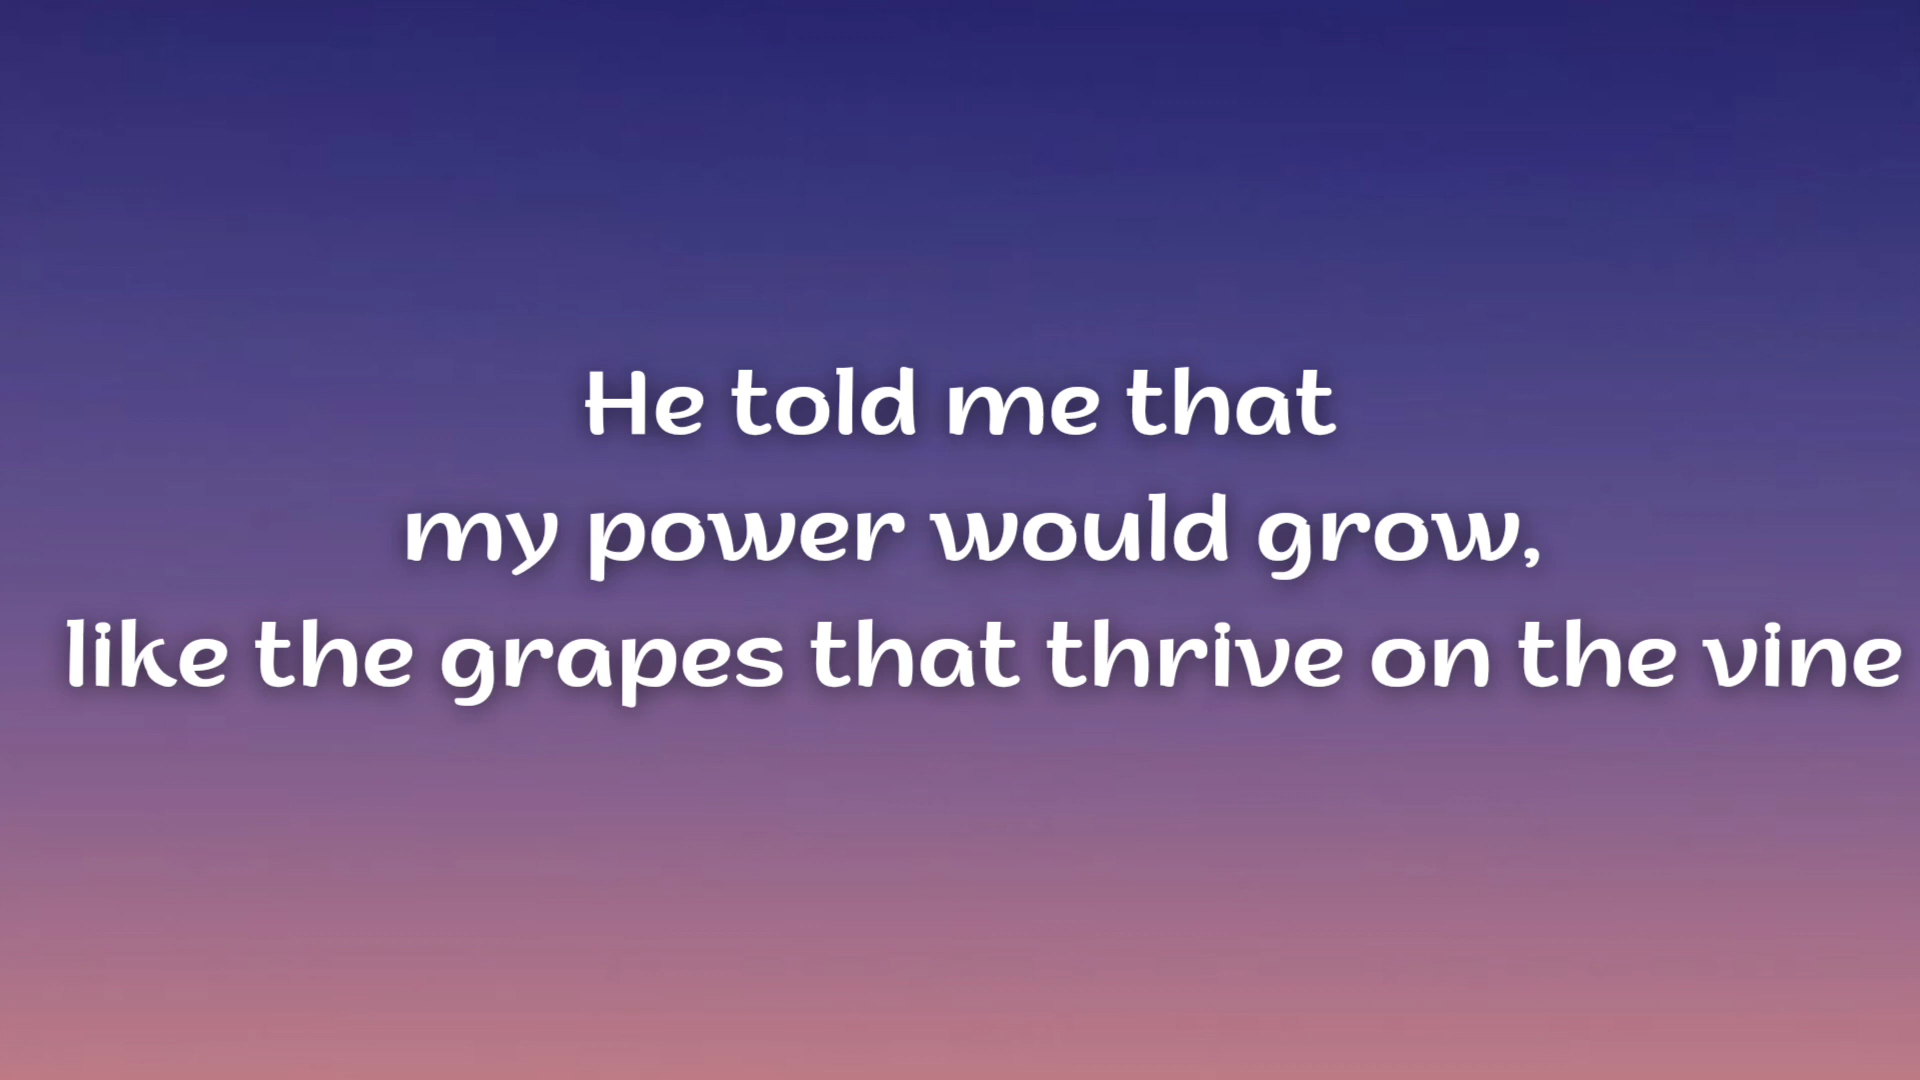 He told me that
my power would grow,
like the grapes that thrive on the vine